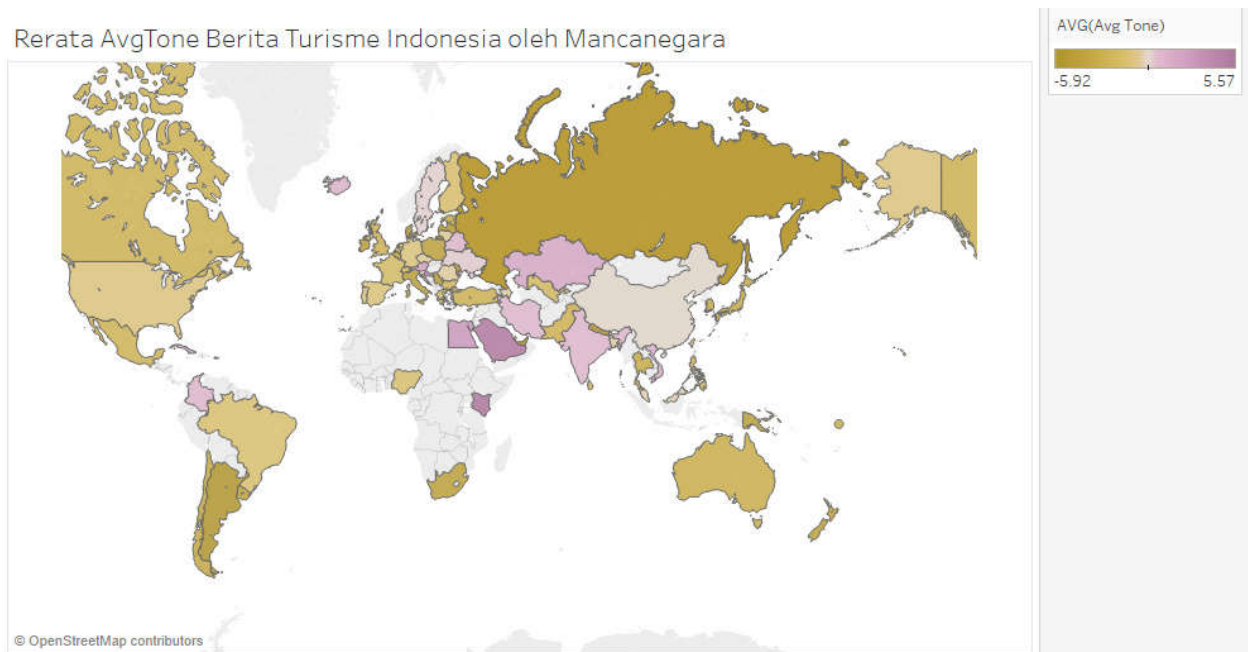 Rerata AvgTone Berita Turisme Indonesia oleh Mancanegara
AVG(Avg Tone)
-5.92 5.57
© OpenStreetMap contributors